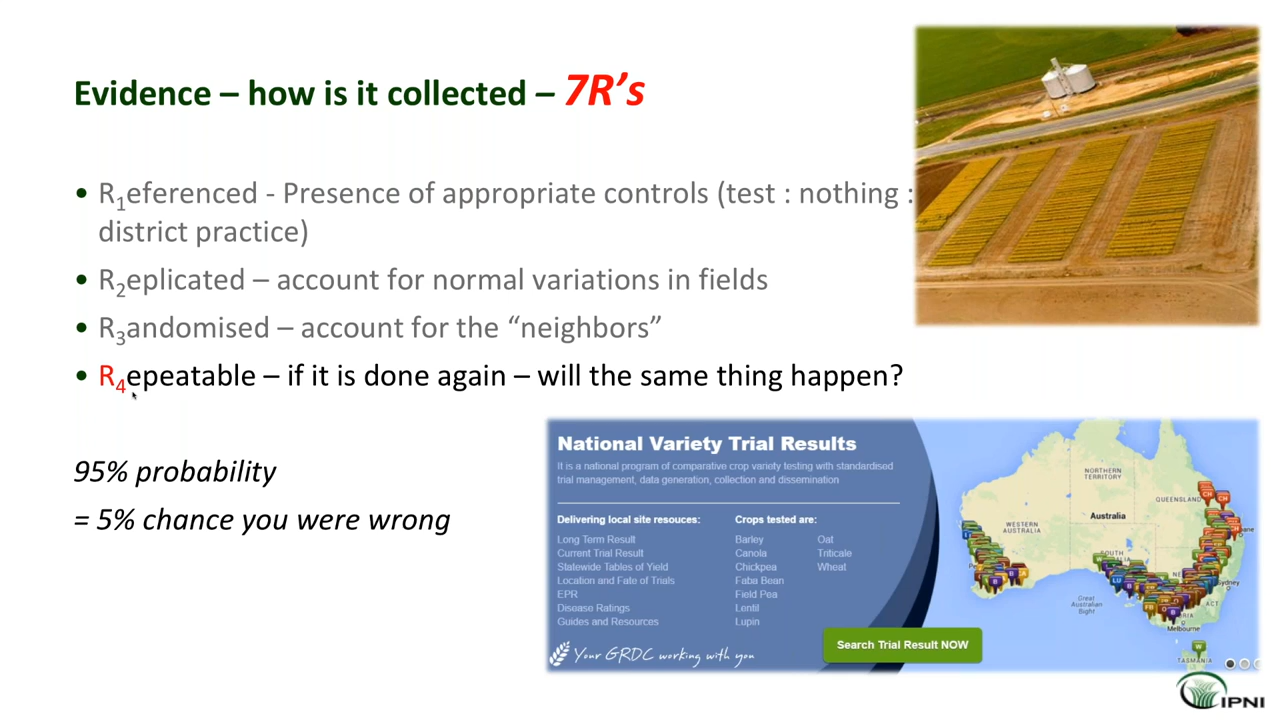 Evidence – how is it collected – 7R's
• R1eferenced - Presence of appropriate controls (test : nothing :
district practice)
• R2eplicated – account for normal variations in fields
• R3andomised – account for the “neighbors”
• R4epeatable – if it is done again – will the same thing happen?
95% probability
= 5% chance you were wrong
National Variety Trial Results
It is a national program of comparative crop variety testing with standardised
trial management, data generation, collection and dissemination
Delivering local site resouces:
Long Term Result
Current Trial Result
Statewide Tables of Yield
Location and Fate of Trials
EPR
Disease Ratings
Guides and Resources
Crops tested are:
Barley
Canola
Chickpea
Faba Bean
Field Pea
Lentil
Lupin
Oat
Triticale
Wheat
Your GRDC working with you
Search Trial Result NOW
NORTHERN
TERRITORY
QUEENSLAND
WESTERN
AUSTRALIA
Australia
SOUTH
Great
Australian
Bight
Sydney
ACT
Melbourne
TASMANIA
IPNI